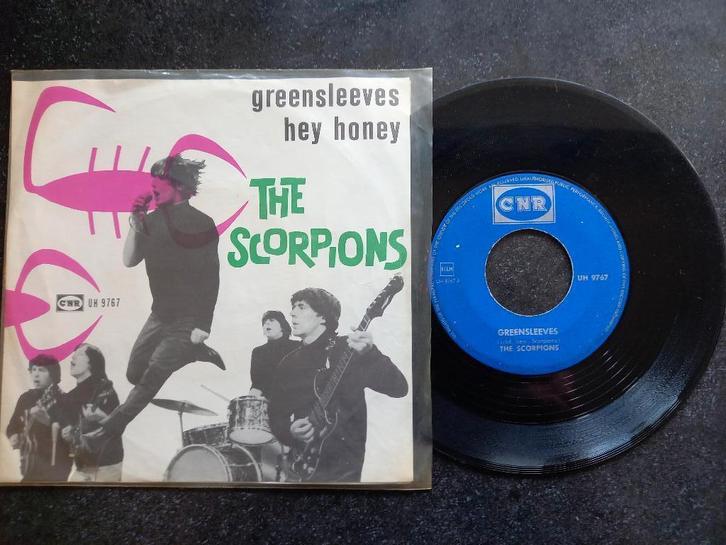 greensleeves
hey honey
THE
SCORPIONS
CNR UH 9767
CNR
UH 9767
GREENSLEEVES
THE SCORPIONS